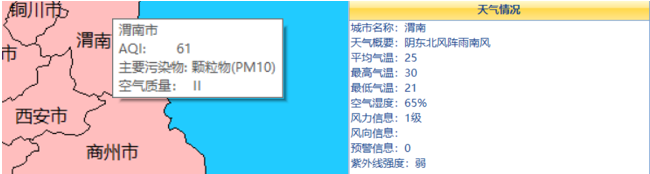 铜川市
渭南
市
西安市
商州市
渭南市
AQI: 61
主要污染物: 颗粒物(PM10)
空气质量: II
天气情况
城市名称: 渭南
天气概要: 阴东北风阵雨南风
平均气温: 25
最高气温: 30
最低气温: 21
空气湿度: 65%
风力信息: 1级
风向信息:
预警信息: 0
紫外线强度: 弱